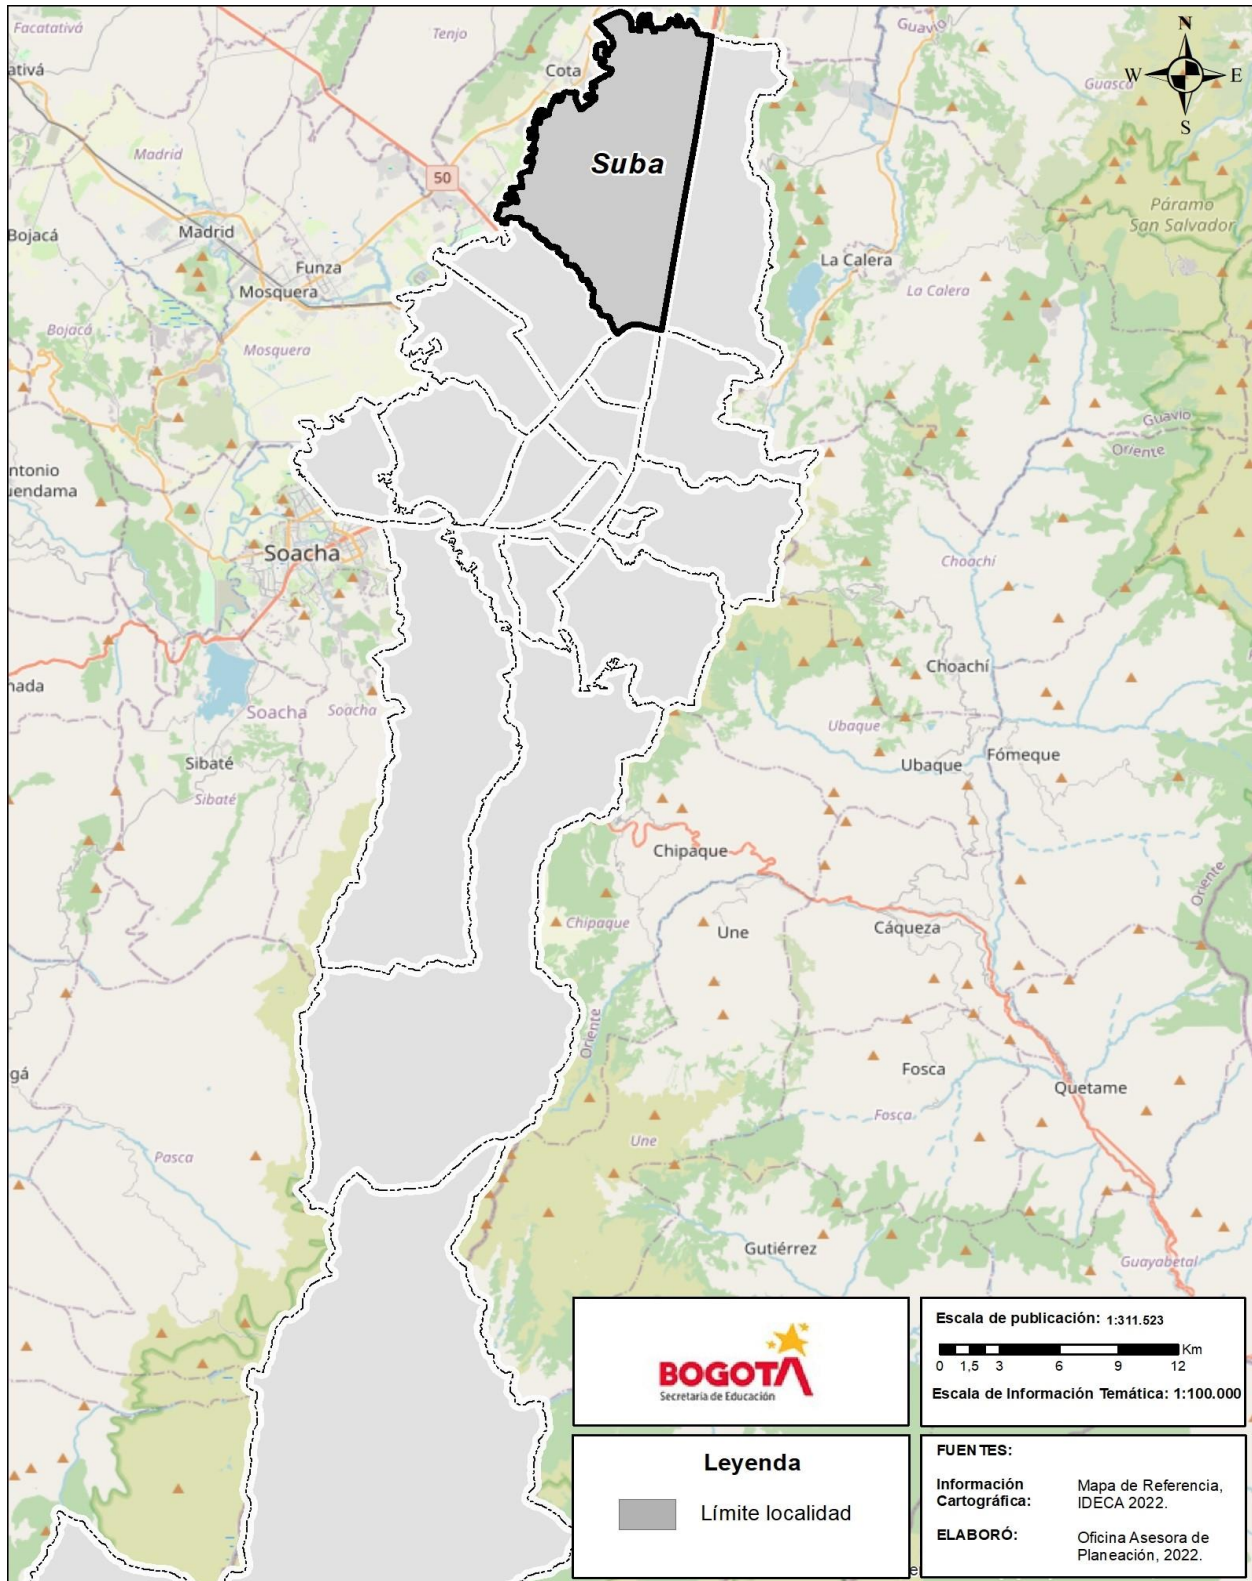 Facatativá
Tenjo
Guavio
N
W
E
S
ativá
Cota
Guasca
Madrid
Suba
50
Páramo
San Salvador
Bojacá
Madrid
Funza
La Calera
Mosquera
La Calera
Bojacá
Mosquera
Guavio
Oriente
ntonio
uendama
Soacha
Choachí
Choachí
nada
Soacha
Soacha
Ubaque
Sibaté
Ubaque
Fómeque
Sibaté
Chipaque
Oriente
Chipaque
Une
Cáqueza
Oriente
gá
Fosca
Quetame
Fosca
Une
Pasca
Gutiérrez
Guayabetal
BOGOTÁ
Secretaría de Educación
Escala de publicación: 1:311.523
Km
0 1,5 3 6 9 12
Escala de Información Temática: 1:100.000
Leyenda
Límite localidad
FUENTES:
Información Cartográfica: Mapa de Referencia,
IDECA 2022.
ELABORÓ: Oficina Asesora de
Planeación, 2022.